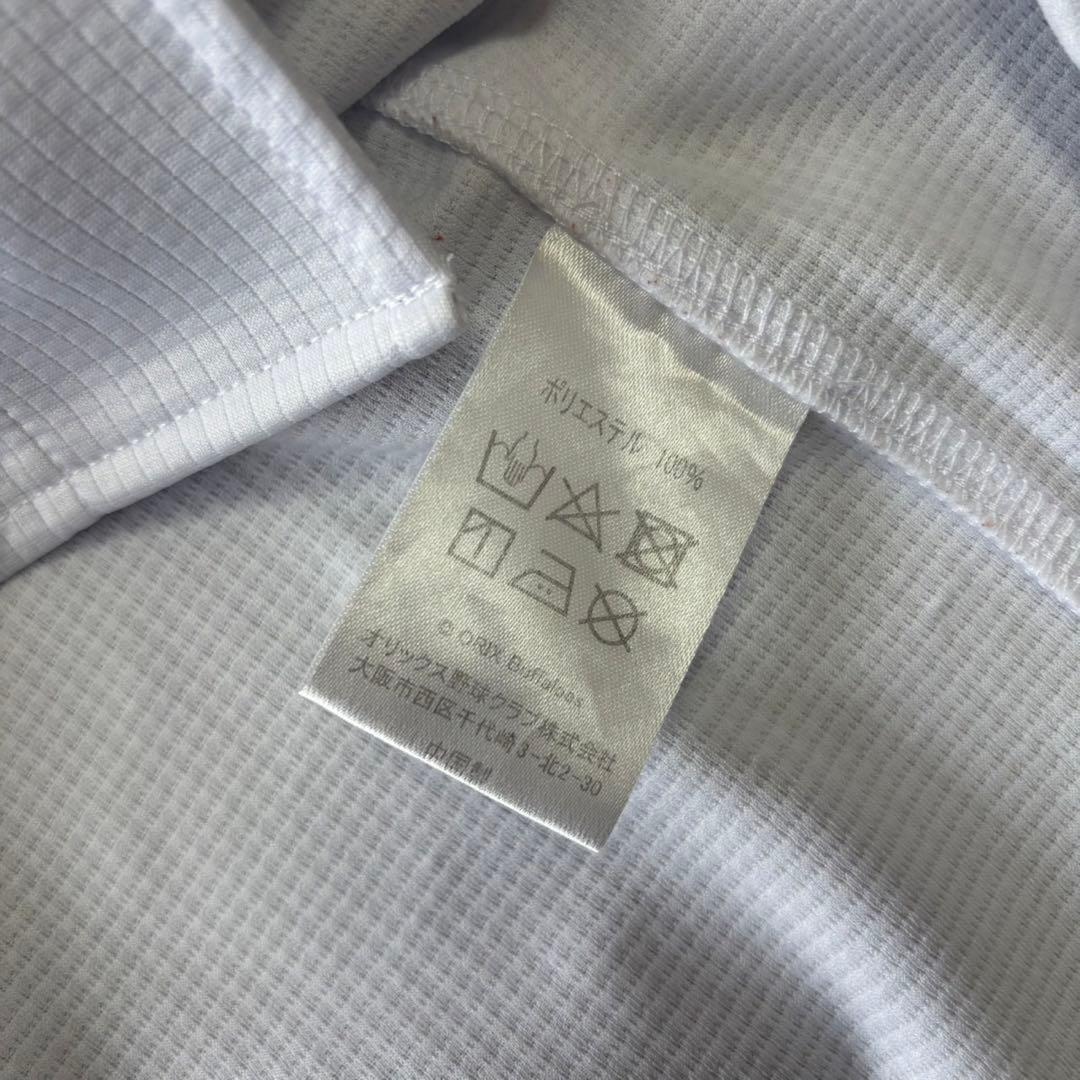 ポリエステル 100%
© ORIX Buffaloes
オリックス野球クラブ株式会社
大阪市西区千代崎3-北2-30
中国製